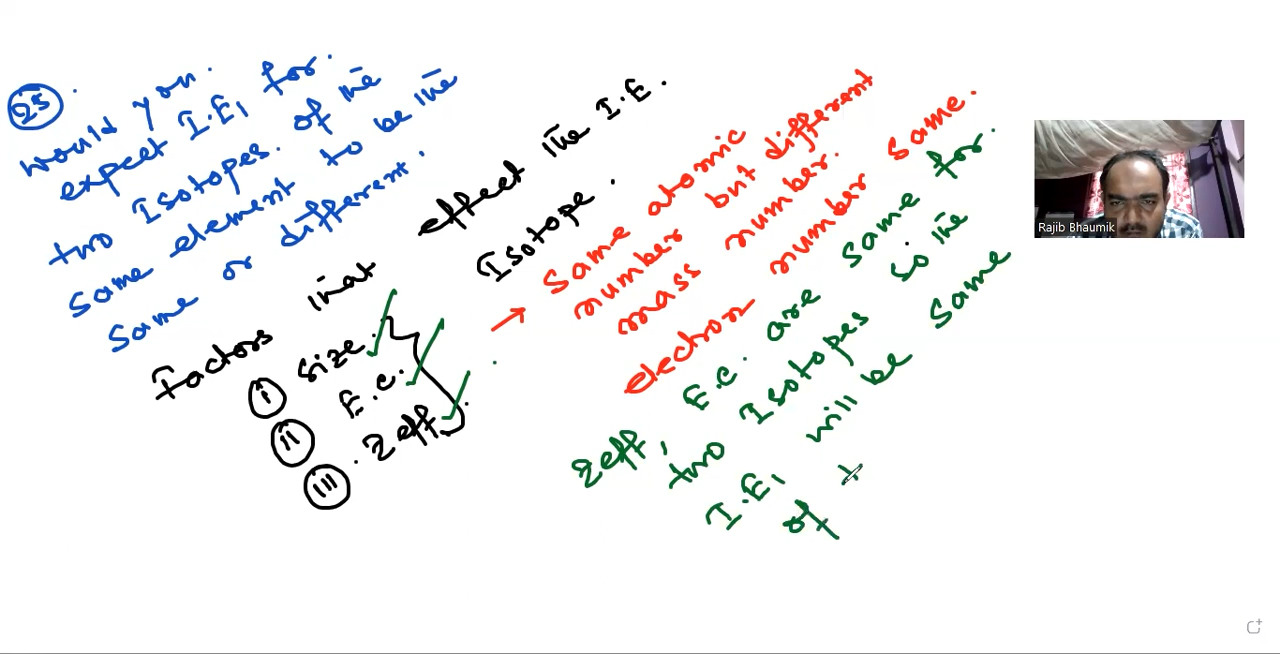 25.
would you.
expect I.E1 for.
two Isotopes. of the
same element to be the
same or different.
Factors that effect the I.E.
i size.
ii E.C.
iii. Zeff.
Isotope.
→ Same atomic
number but different
mass number.
electron number same.
Zeff, E.C. are same for.
two Isotopes so the
I.E1 will be same
of t
Rajib Bhaumik